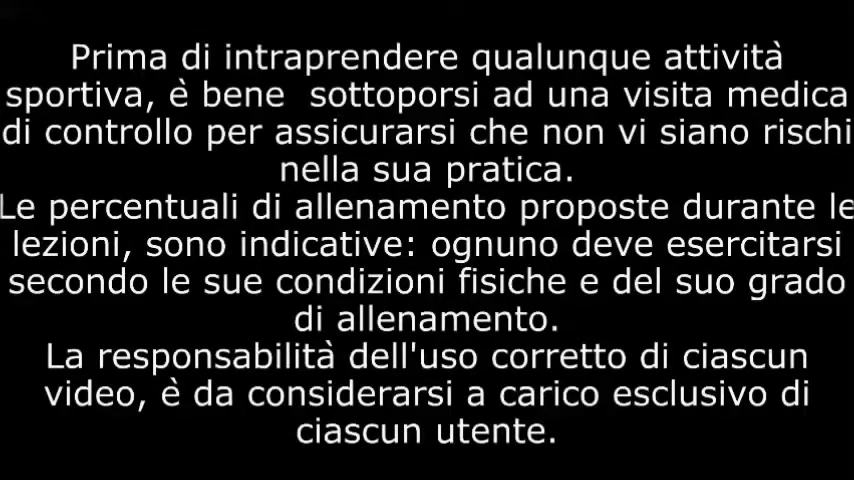 Prima di intraprendere qualunque attività
sportiva, è bene  sottoporsi ad una visita medica
di controllo per assicurarsi che non vi siano rischi
nella sua pratica.
Le percentuali di allenamento proposte durante le
lezioni, sono indicative: ognuno deve esercitarsi
secondo le sue condizioni fisiche e del suo grado
di allenamento.
La responsabilità dell'uso corretto di ciascun
video, è da considerarsi a carico esclusivo di
ciascun utente.